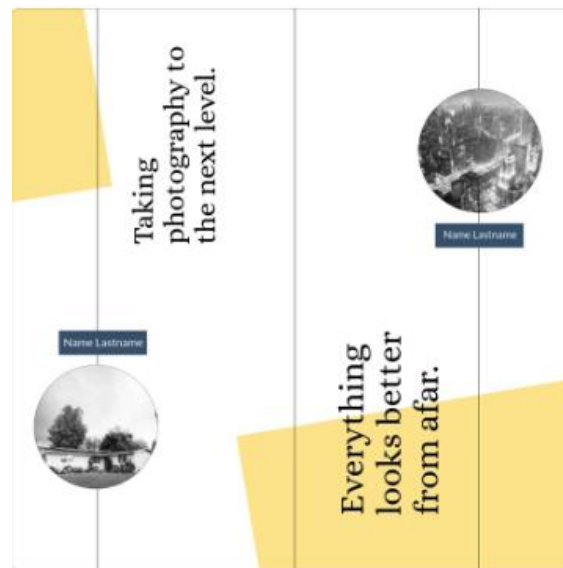 Taking
photography to
the next level.
Name Lastname
Name Lastname
Everything
looks better
from afar.